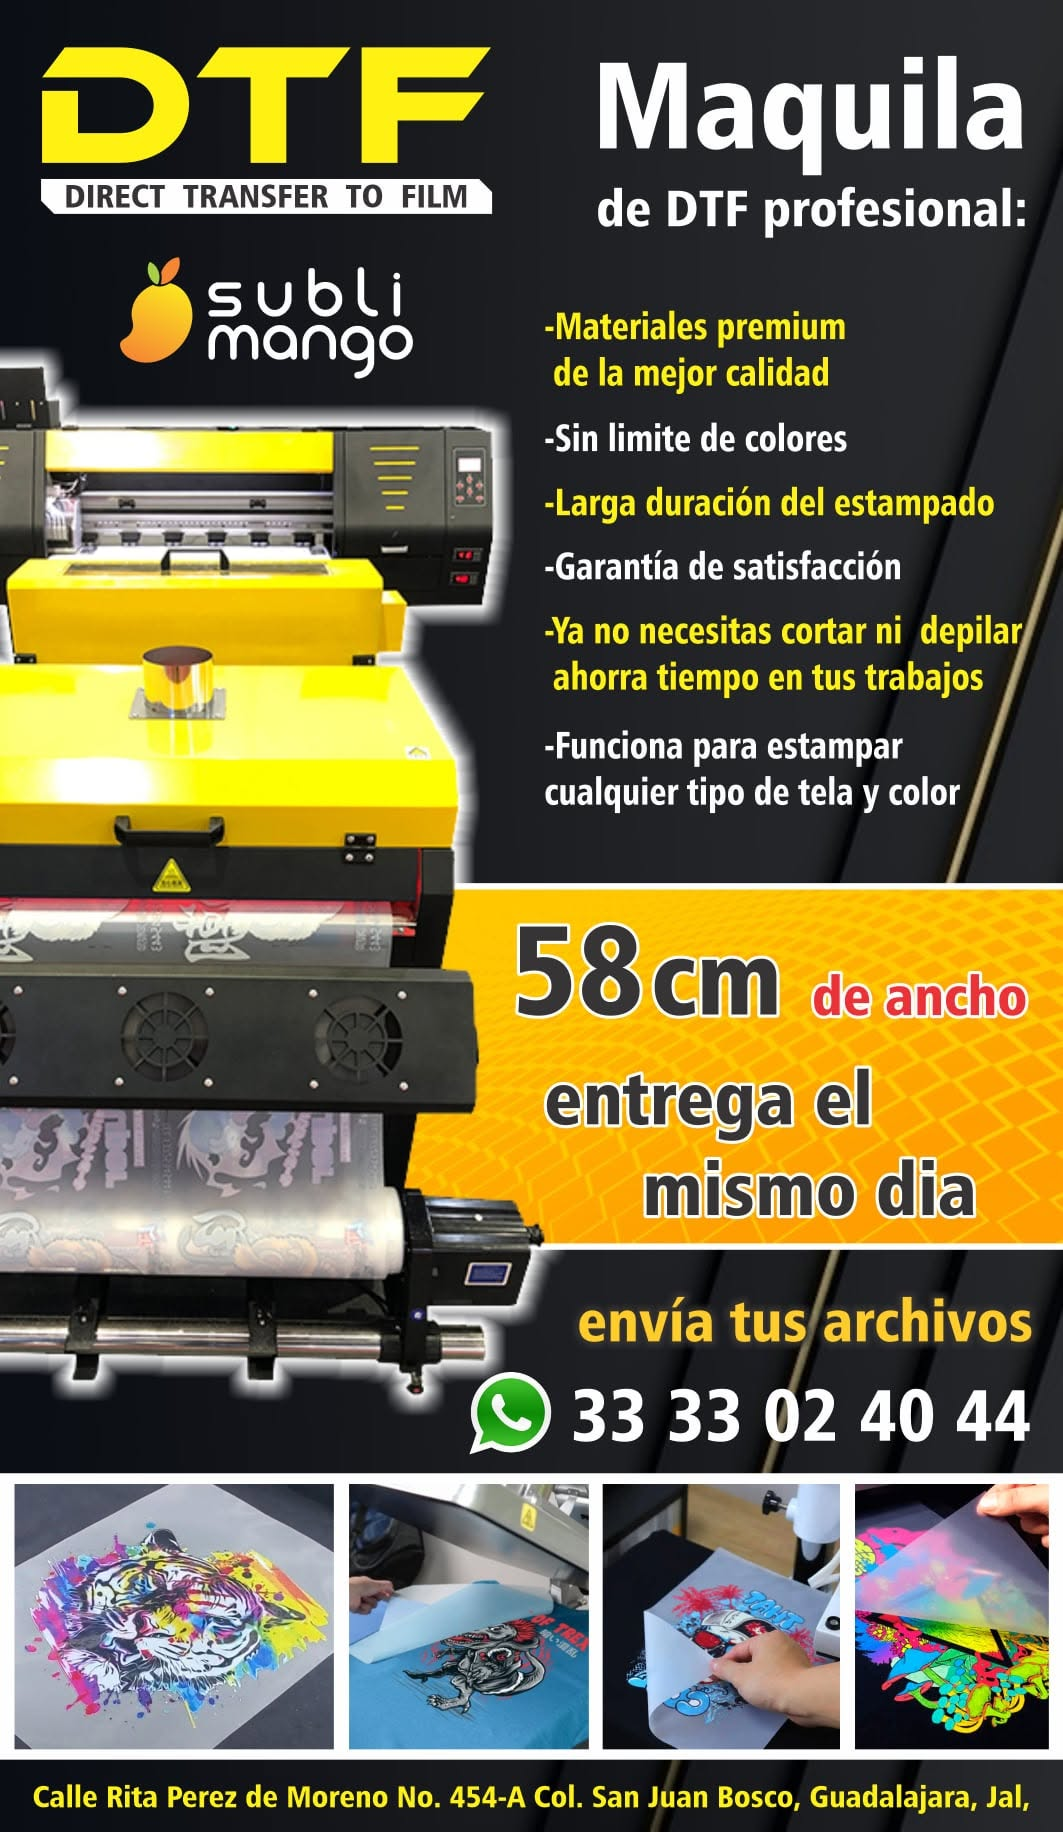 DTF
DIRECT TRANSFER TO FILM
subli
mango
Maquila
de DTF profesional:
-Materiales premium
de la mejor calidad
-Sin limite de colores
-Larga duración del estampado
-Garantía de satisfacción
-Ya no necesitas cortar ni depilar
ahorra tiempo en tus trabajos
-Funciona para estampar
cualquier tipo de tela y color
58 cm de ancho
entrega el
mismo dia
envía tus archivos
33 33 02 40 44
Calle Rita Perez de Moreno No. 454-A Col. San Juan Bosco, Guadalajara, Jal,